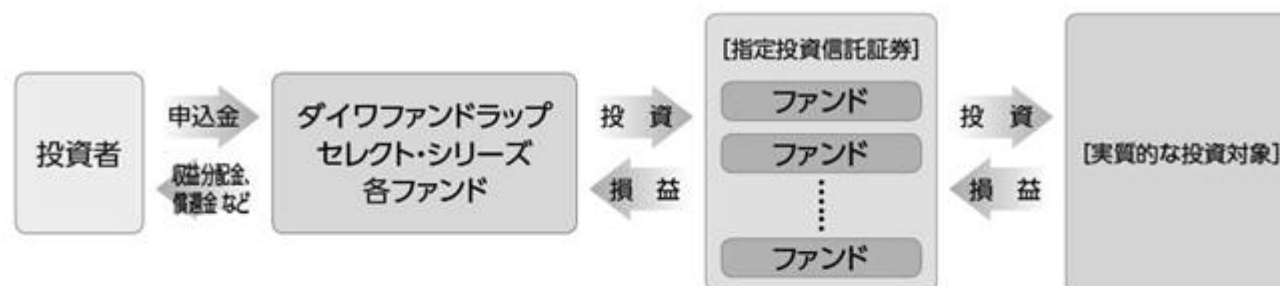 投資者
申込金
収益分配金、
償還金 など
ダイワファンドラップ
セレクト・シリーズ
各ファンド
投 資
損 益
[指定投資信託証券]
ファンド
ファンド
ファンド
投 資
損 益
[実質的な投資対象]